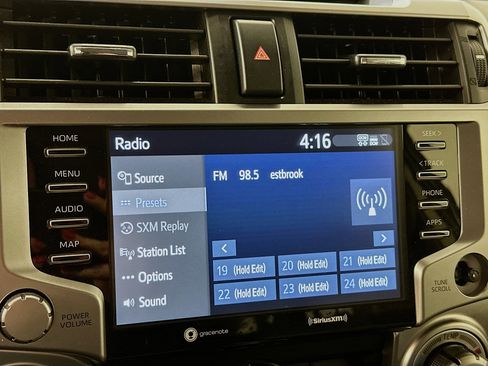 HOME
MENU
AUDIO
MAP
POWER
VOLUME
Radio
4:16
DCM
Source
Presets
SXM Replay
Station List
Options
Sound
FM 98.5 estbrook
<
>
19 (Hold Edit)
20 (Hold Edit)
21 (Hold Edit)
22 (Hold Edit)
23 (Hold Edit)
24 (Hold Edit)
gracenote
SiriusXM
SEEK >
< TRACK
PHONE
APPS
TUNE
SCROLL
TEMP